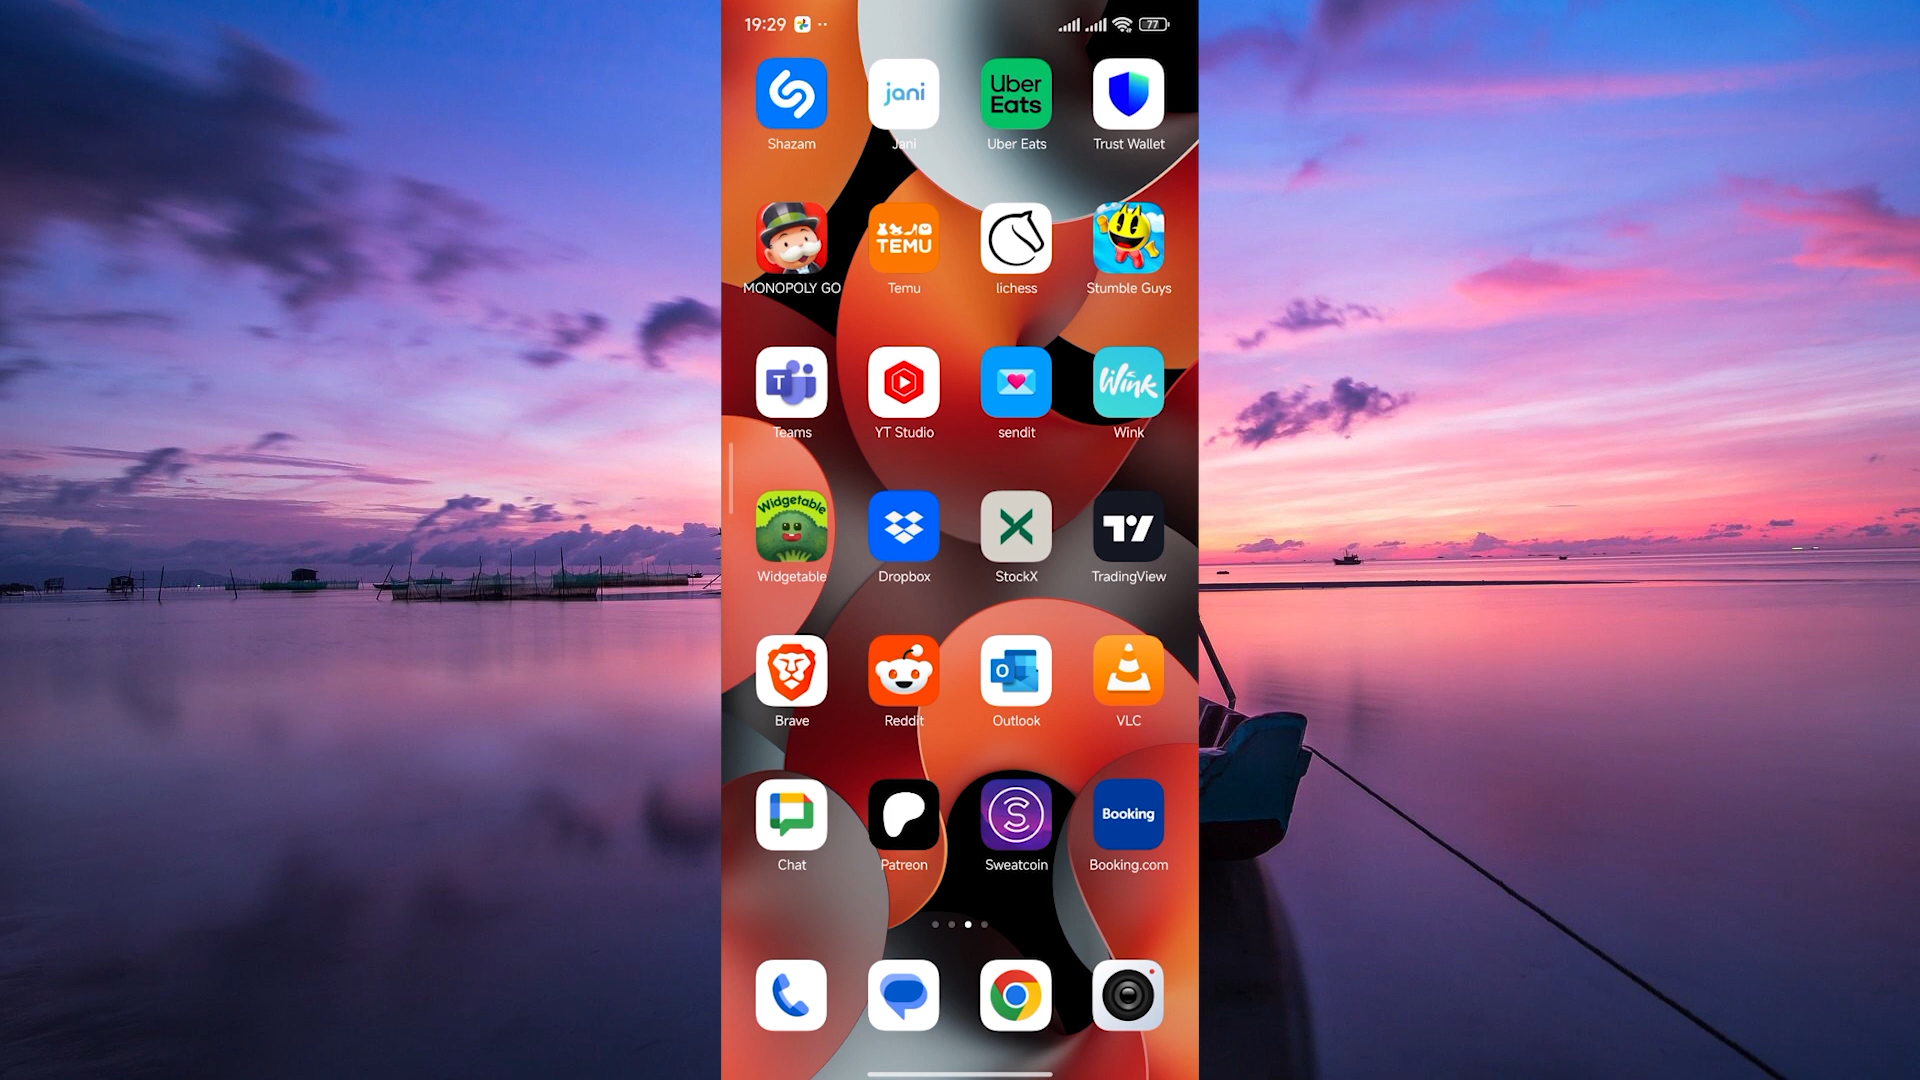 19:29
77
jani
Uber
Eats
Shazam
Jani
Uber Eats
Trust Wallet
TEMU
MONOPOLY GO
Temu
lichess
Stumble Guys
T
Wink
Teams
YT Studio
sendit
Wink
Widgetable
Widgetable
Dropbox
StockX
TradingView
O
Brave
Reddit
Outlook
VLC
Booking
Chat
Patreon
Sweatcoin
Booking.com